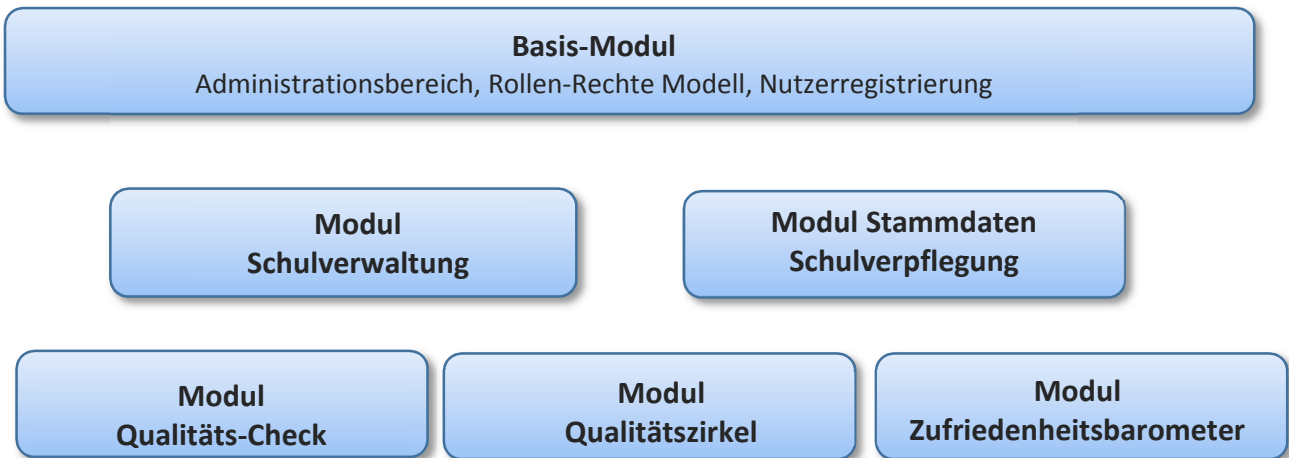 Basis-Modul
Administrationsbereich, Rollen-Rechte Modell, Nutzerregistrierung
Modul
Schulverwaltung
Modul Stammdaten
Schulverpflegung
Modul
Qualitäts-Check
Modul
Qualitätszirkel
Modul
Zufriedenheitsbarometer